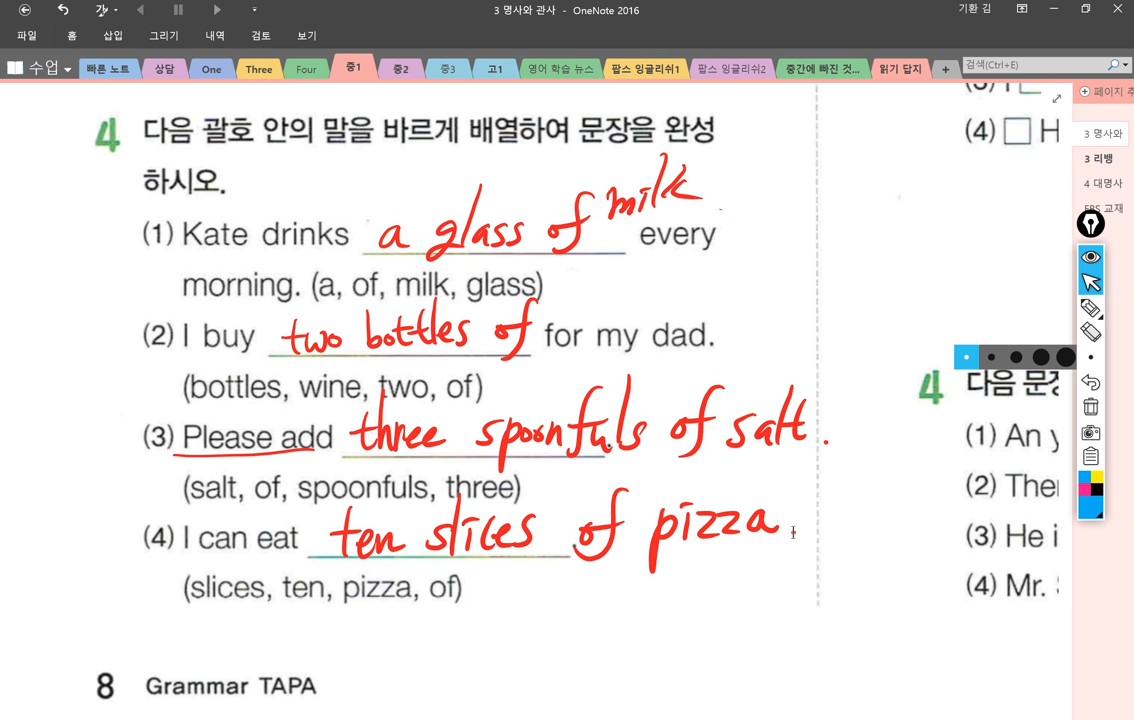 3 명사와 관사 - OneNote 2016
기환 김
파일 홈 삽입 그리기 내역 검토 보기
수업 빠른 노트 상담 One Three Four 중1 중2 중3 고1 영어 학습 뉴스 팝스 잉글리쉬1 팝스 잉글리쉬2 중간에 빠진 것... 읽기 답지 + 검색(Ctrl+E)
페이지 추
3 명사와
3 리뱅
4 대명사
EBS 교재
4 다음 괄호 안의 말을 바르게 배열하여 문장을 완성
하시오.
(1) Kate drinks a glass of milk every
morning. (a, of, milk, glass)
(2) I buy two bottles of for my dad.
(bottles, wine, two, of)
(3) Please add three spoonfuls of salt.
(salt, of, spoonfuls, three)
(4) I can eat ten slices of pizza.
(slices, ten, pizza, of)
8 Grammar TAPA
(4) H
4 다음 문장
(1) An y
(2) Ther
(3) He i
(4) Mr.